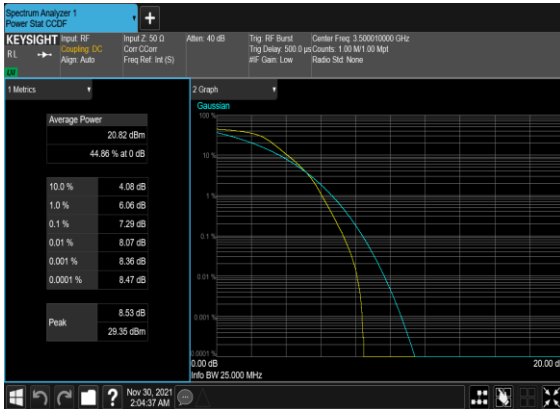 Spectrum Analyzer 1
Power Stat CCDF
+
KEYSIGHT
RL
LXI
Input: RF
Coupling: DC
Align: Auto
Input Z: 50 Ω
Corr CCorr
Freq Ref: Int (S)
Atten: 40 dB
Trig: RF Burst
Trig Delay: 500.0 µs
#IF Gain: Low
Center Freq: 3.500010000 GHz
Counts: 1.00 M/1.00 Mpt
Radio Std: None
1 Metrics
Average Power
20.82 dBm
44.86 % at 0 dB
10.0 % 4.08 dB
1.0 % 6.06 dB
0.1 % 7.29 dB
0.01 % 8.07 dB
0.001 % 8.36 dB
0.0001 % 8.47 dB
Peak
8.53 dB
29.35 dBm
2 Graph
Gaussian
100 %
10 %
1 %
0.1 %
0.01 %
0.001 %
0.0001 %
0.00 dB
20.00 d
Info BW 25.000 MHz
?
Nov 30, 2021
2:04:37 AM